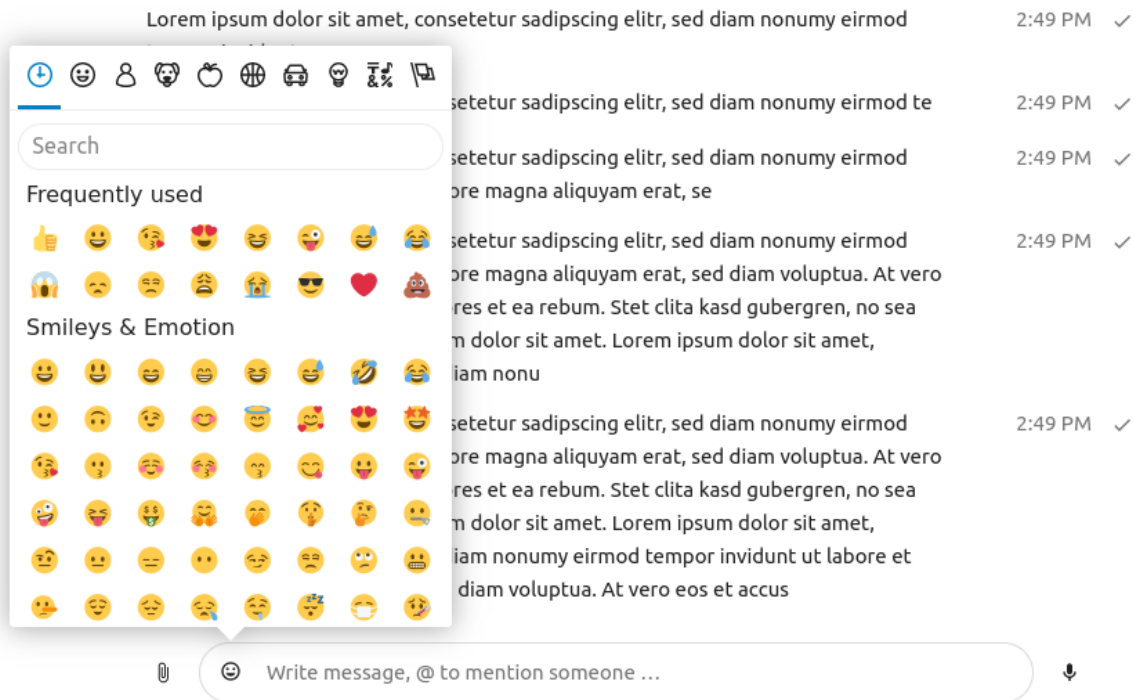 Lorem ipsum dolor sit amet, consetetur sadipscing elitr, sed diam nonumy eirmod 2:49 PM
Search
Frequently used
Smileys & Emotion
setetur sadipscing elitr, sed diam nonumy eirmod te 2:49 PM
setetur sadipscing elitr, sed diam nonumy eirmod 2:49 PM
ore magna aliquyam erat, se
setetur sadipscing elitr, sed diam nonumy eirmod 2:49 PM
ore magna aliquyam erat, sed diam voluptua. At vero
res et ea rebum. Stet clita kasd gubergren, no sea
m dolor sit amet. Lorem ipsum dolor sit amet,
iam nonu
setetur sadipscing elitr, sed diam nonumy eirmod 2:49 PM
ore magna aliquyam erat, sed diam voluptua. At vero
res et ea rebum. Stet clita kasd gubergren, no sea
m dolor sit amet. Lorem ipsum dolor sit amet,
iam nonumy eirmod tempor invidunt ut labore et
diam voluptua. At vero eos et accus
Write message, @ to mention someone …